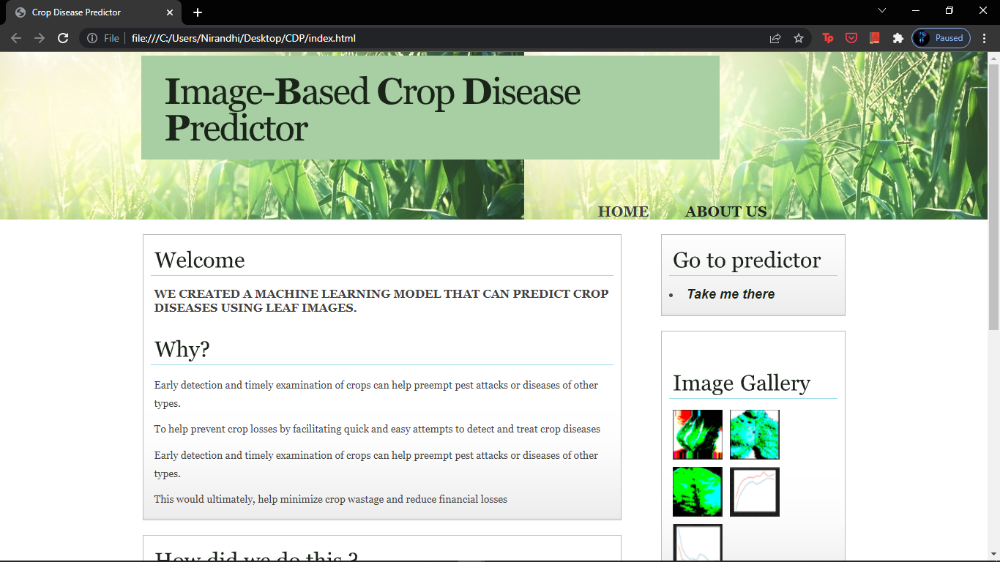 Crop Disease Predictor
File
file:///C:/Users/Nirandhi/Desktop/CDP/index.html
Tp
Paused
Image-Based Crop Disease
Predictor
HOME
ABOUT US
Welcome
WE CREATED A MACHINE LEARNING MODEL THAT CAN PREDICT CROP
DISEASES USING LEAF IMAGES.
Why?
Early detection and timely examination of crops can help preempt pest attacks or diseases of other
types.
To help prevent crop losses by facilitating quick and easy attempts to detect and treat crop diseases
Early detection and timely examination of crops can help preempt pest attacks or diseases of other
types.
This would ultimately, help minimize crop wastage and reduce financial losses
How did we do this ?
Go to predictor
Take me there
Image Gallery